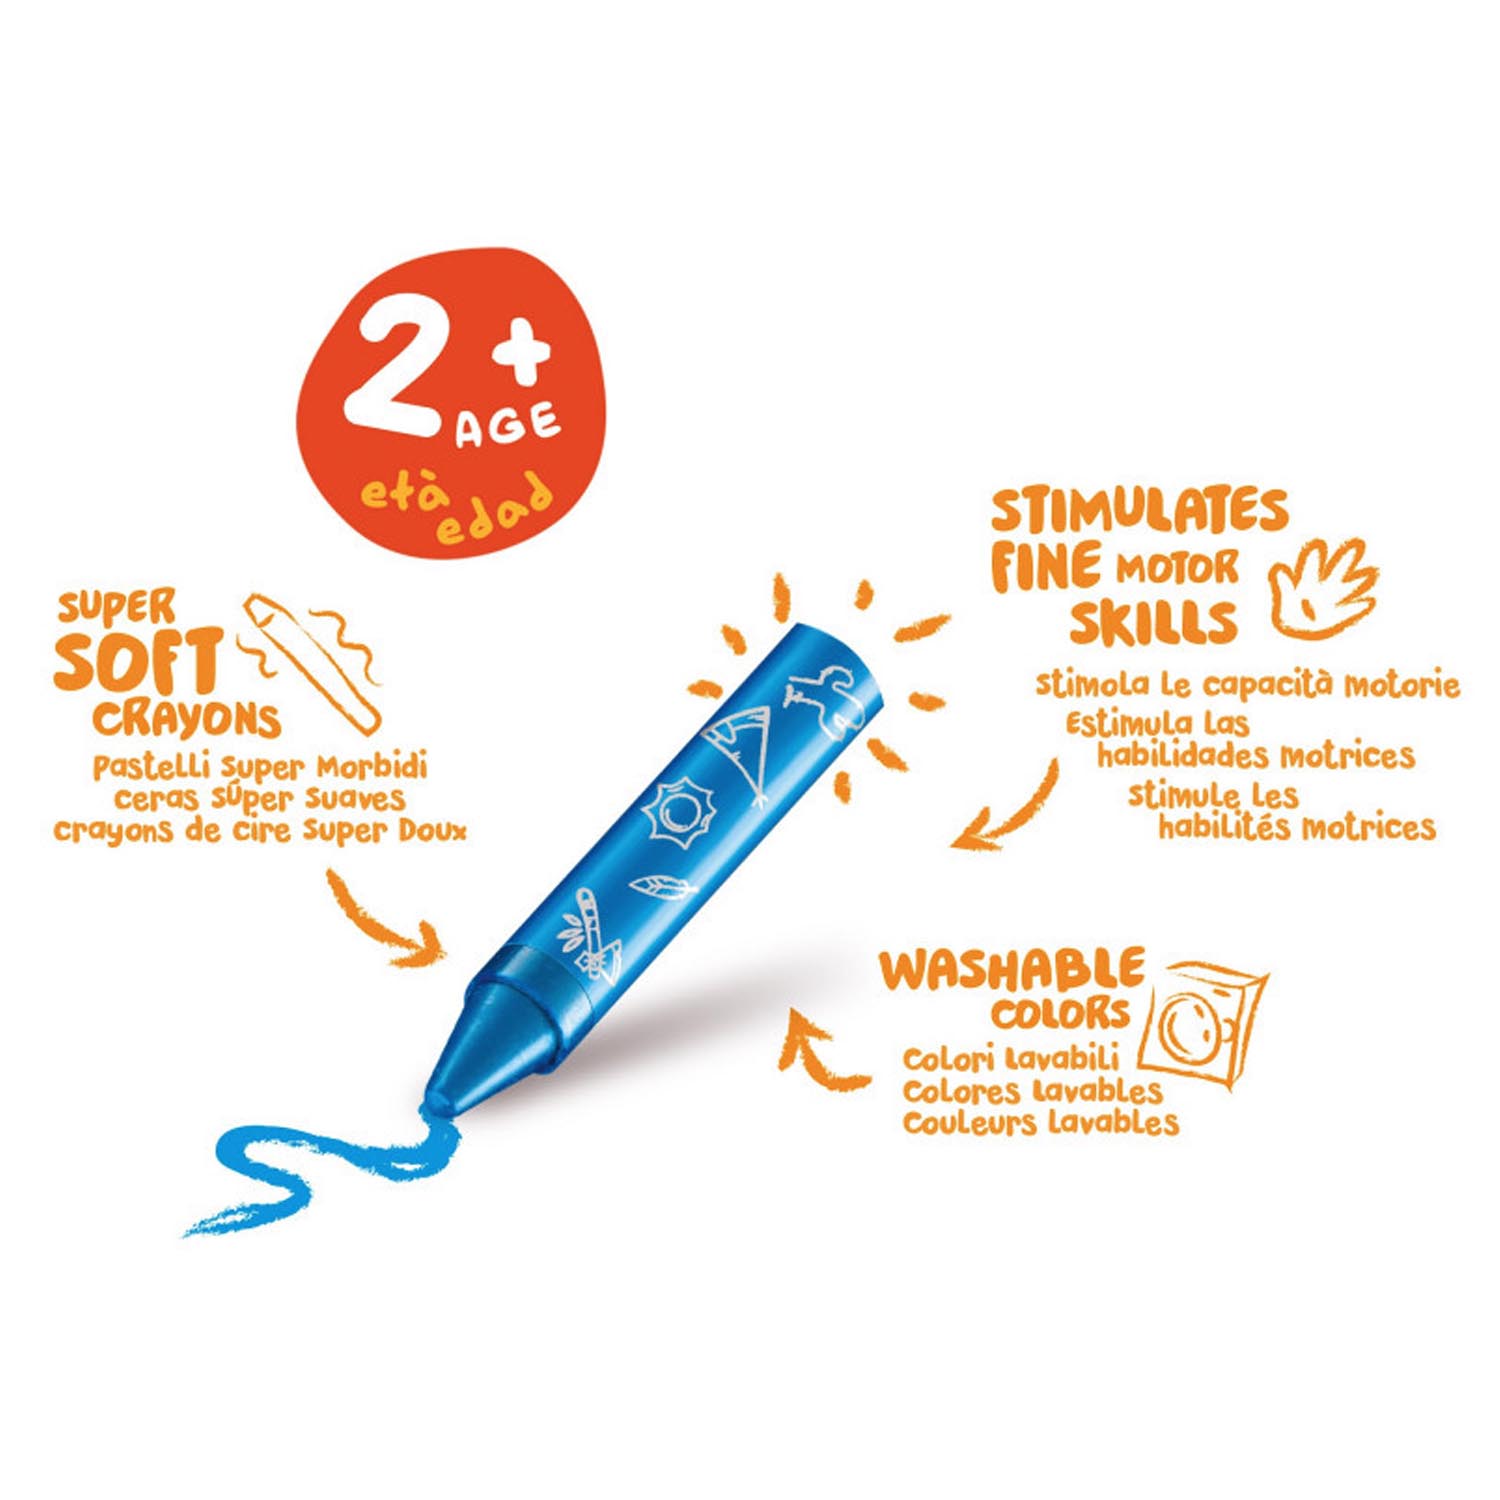 2+
AGE
età
edad
SUPER
SOFT
CRAYONS
Pastelli Super Morbidi
ceras súper Suaves
crayons de cire Super Doux
STIMULATES
FINE MOTOR
SKILLS
stimola le capacità motorie
Estimula las
habilidades motrices
stimule les
habilités motrices
WASHABLE
COLORS
Colori lavabili
Colores lavables
Couleurs lavables